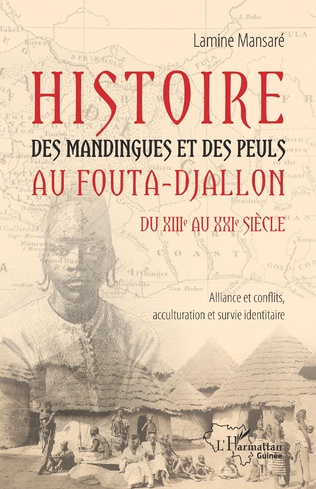 Lamine Mansaré
HISTOIRE
DES MANDINGUES ET DES PEULS
AU FOUTA-DJALLON
DU XIIIe AU XXIe SIÈCLE
Alliance et conflits,
acculturation et survie identitaire
L'Harmattan
Guinée